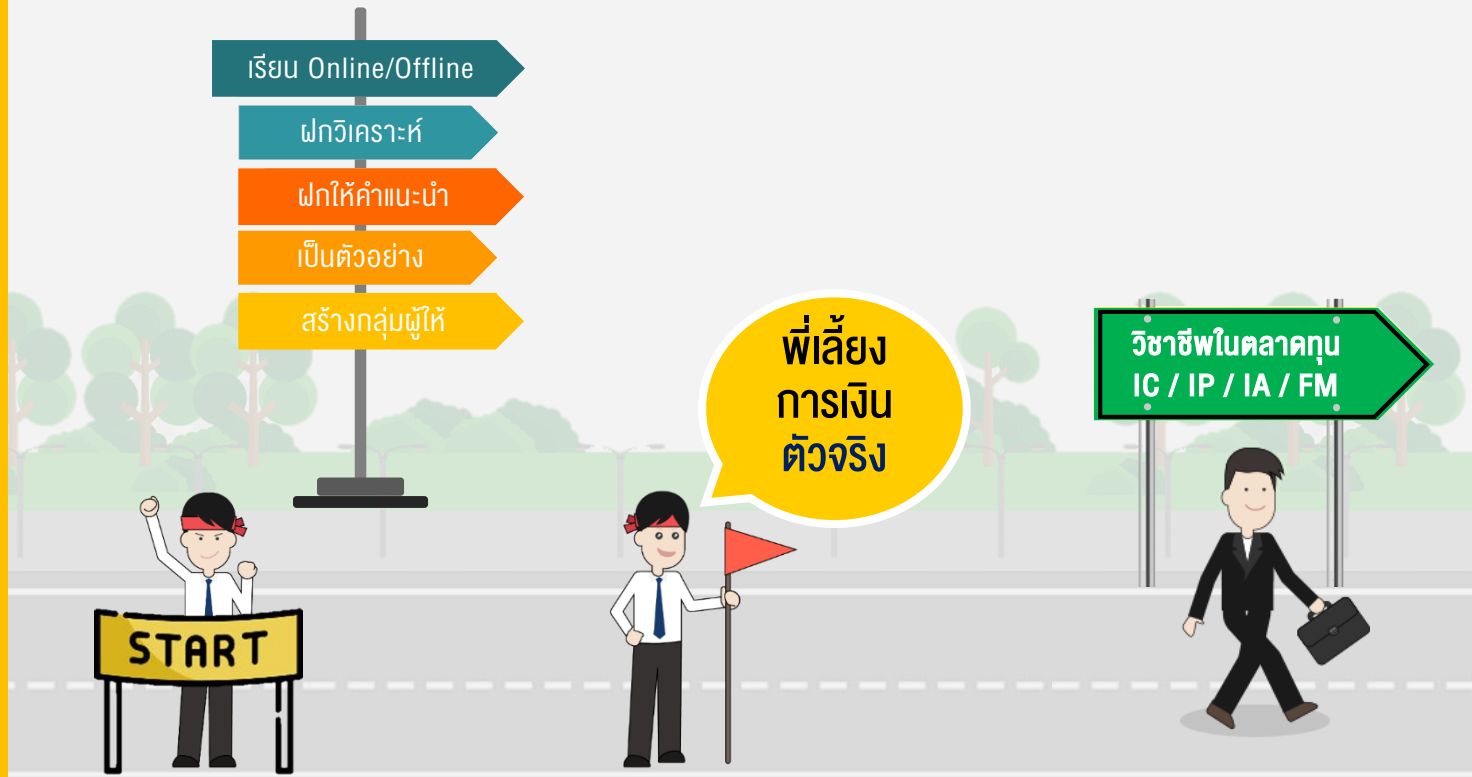 เรียน Online/Offline
ฝึกวิเคราะห์
ฝึกให้คำแนะนำ
เป็นตัวอย่าง
สร้างกลุ่มผู้ให้
พี่เลี้ยง
การเงิน
ตัวจริง
วิชาชีพในตลาดทุน
IC / IP / IA / FM
START